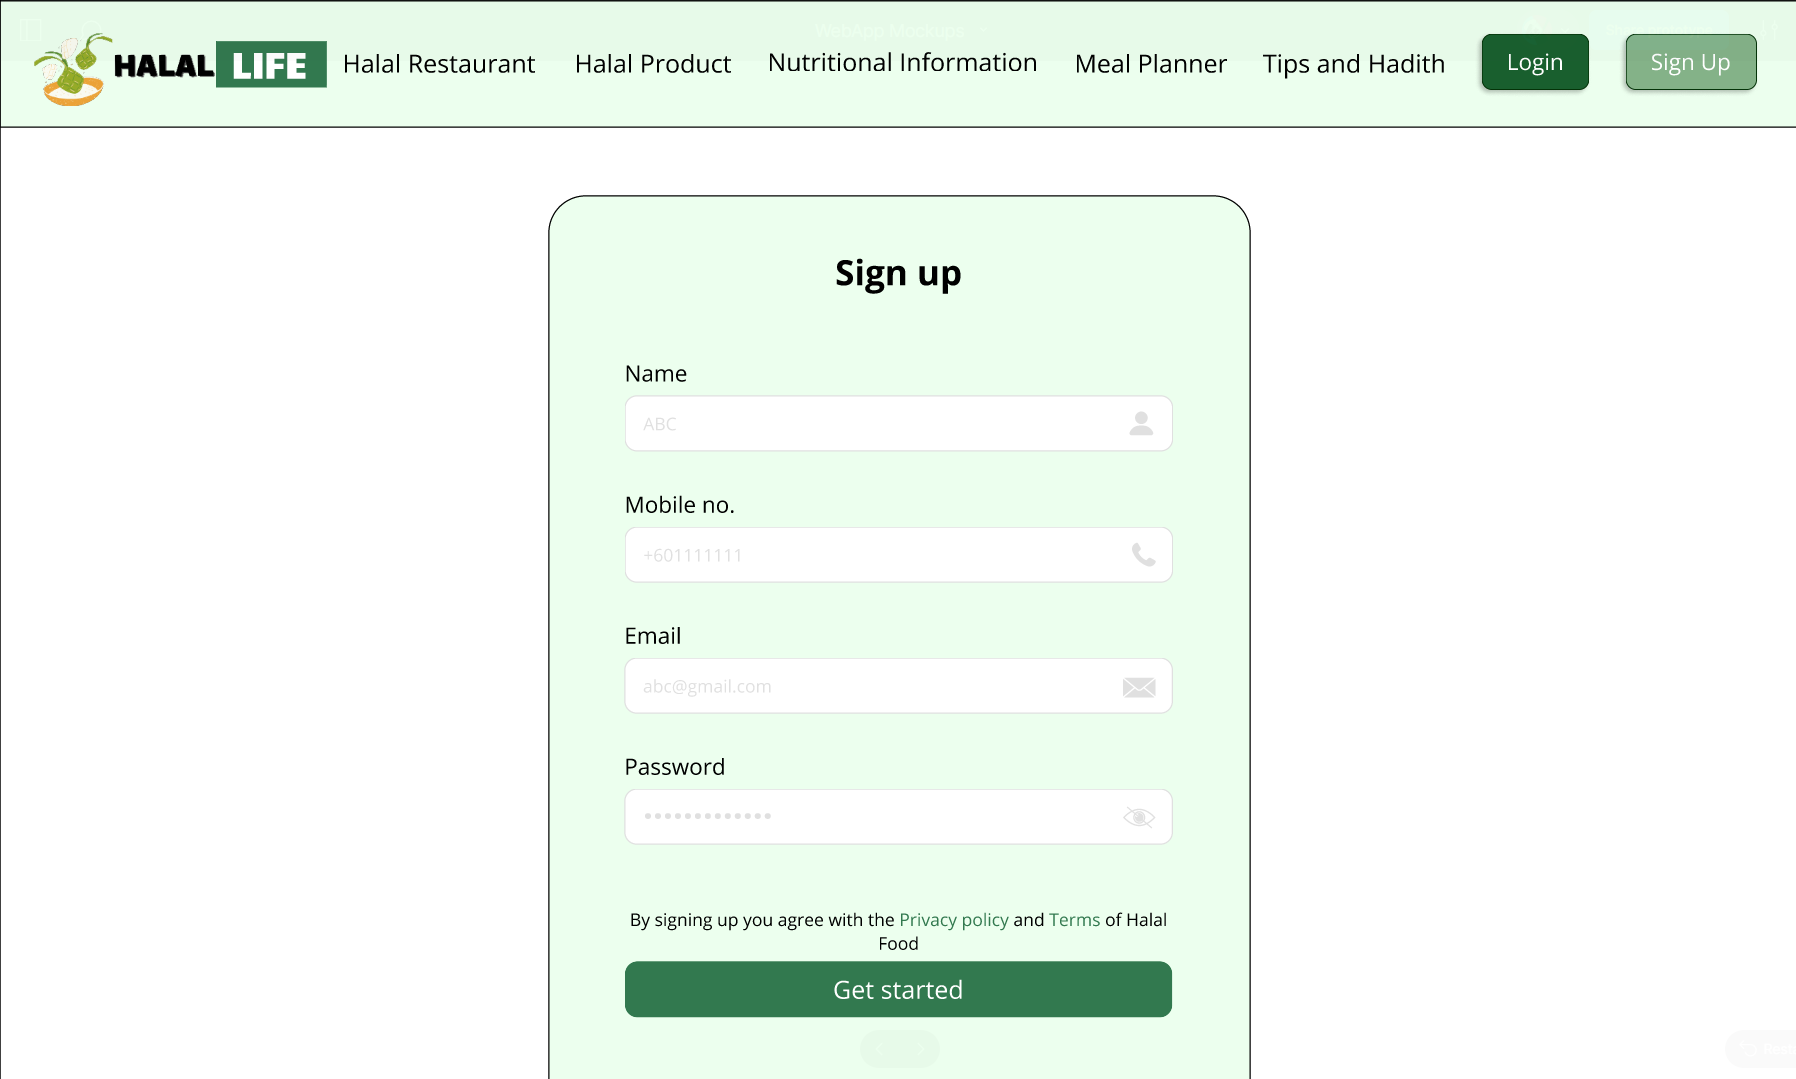 WebApp Mockups
HALAL LIFE
Halal Restaurant
Halal Product
Nutritional Information
Meal Planner
Tips and Hadith
Login
Sign Up
Sign up
Name
ABC
Mobile no.
+601111111
Email
abc@gmail.com
Password
By signing up you agree with the Privacy policy and Terms of Halal
Food
Get started